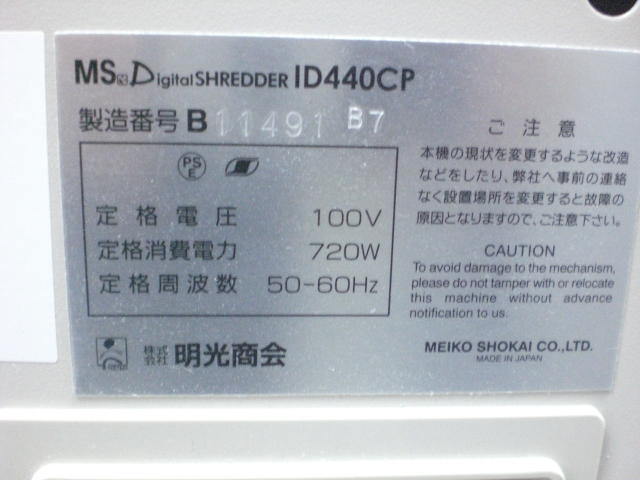 MS Digital SHREDDER ID440CP
製造番号 B 11491 B7
PS
E
定格電圧 100V
定格消費電力 720W
定格周波数 50-60Hz
株式
会社 明光商会
ご注意
本機の現状を変更するような改造
などをしたり、弊社へ事前の連絡
なく設置場所を変更すると故障の
原因となりますので、ご注意下さい。
CAUTION
To avoid damage to the mechanism,
please do not tamper with or relocate
this machine without advance
notification to us.
MEIKO SHOKAI CO.,LTD.
MADE IN JAPAN